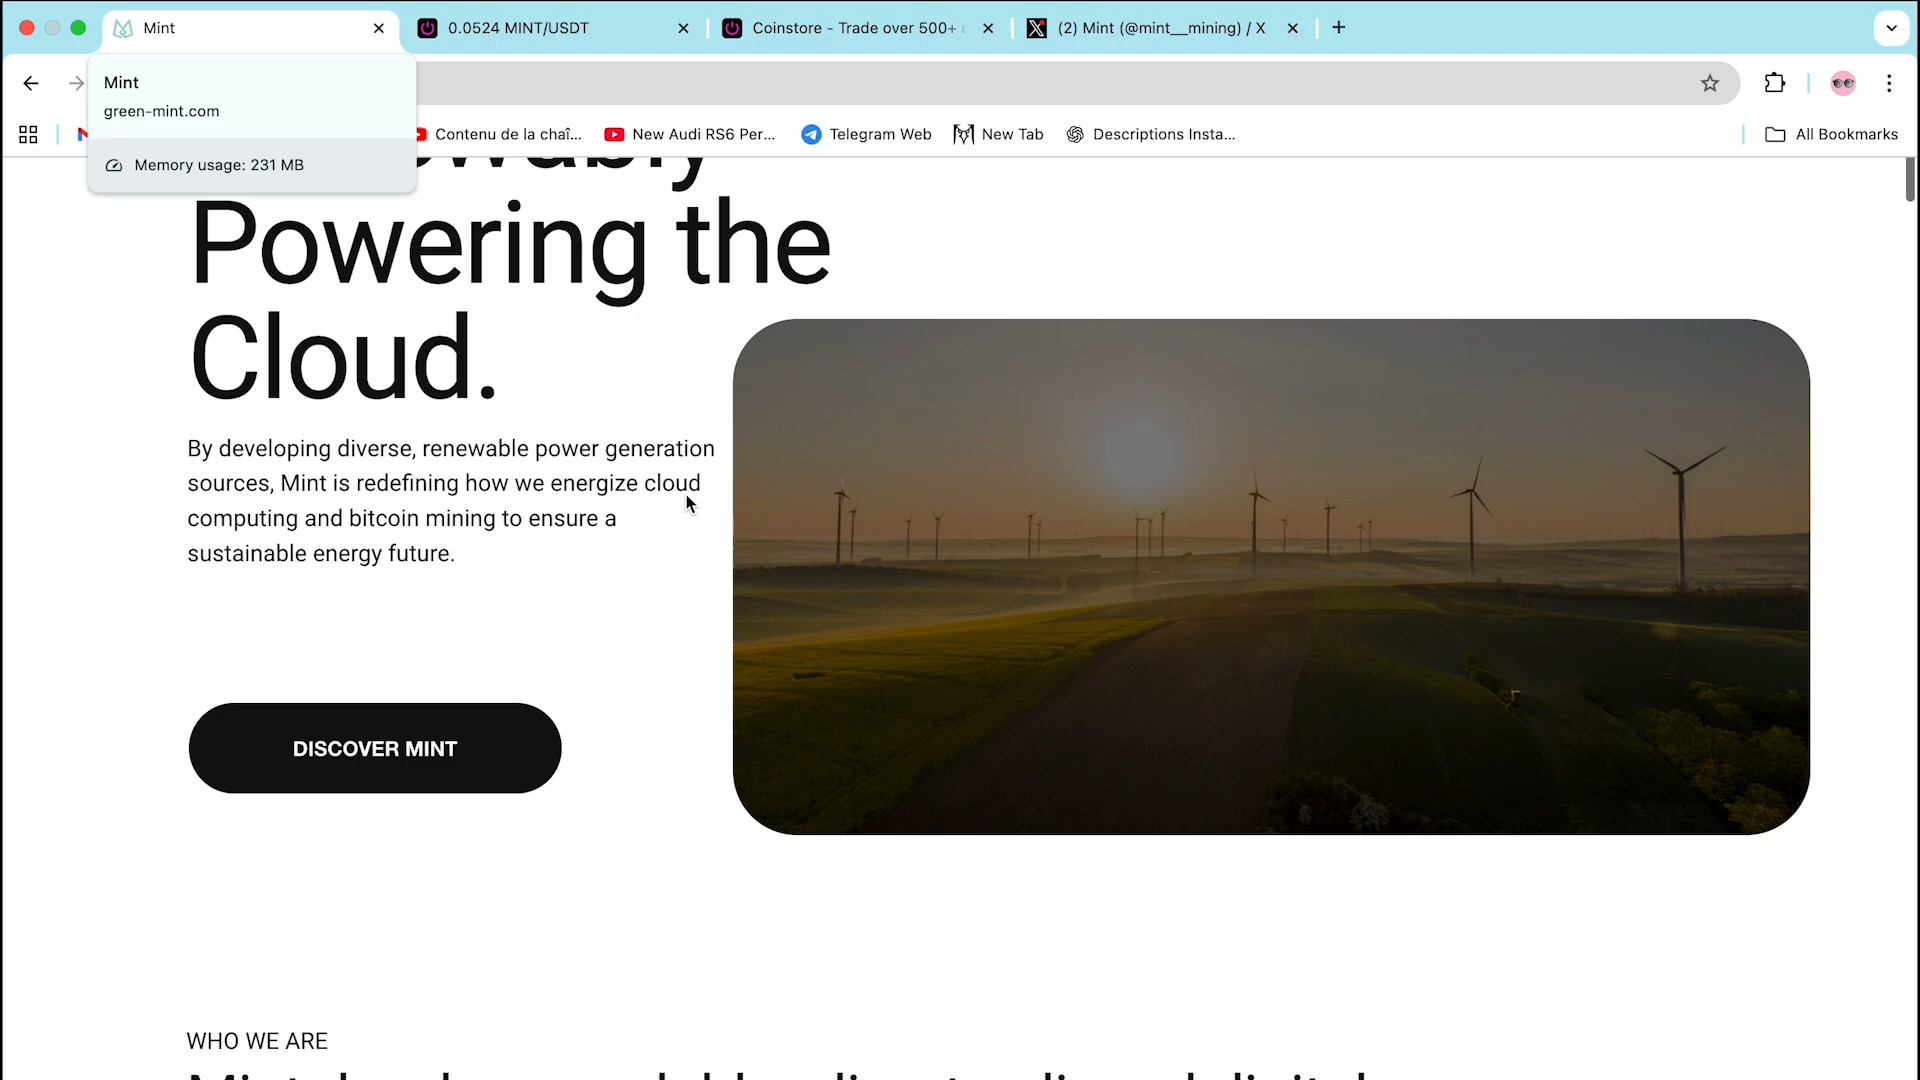 Mint
0.0524 MINT/USDT
Coinstore - Trade over 500+
(2) Mint (@mint__mining) / X
Mint
green-mint.com
Memory usage: 231 MB
Contenu de la chaî...
New Audi RS6 Per...
Telegram Web
New Tab
Descriptions Insta...
All Bookmarks
Powering the
Cloud.
By developing diverse, renewable power generation
sources, Mint is redefining how we energize cloud
computing and bitcoin mining to ensure a
sustainable energy future.
DISCOVER MINT
WHO WE ARE